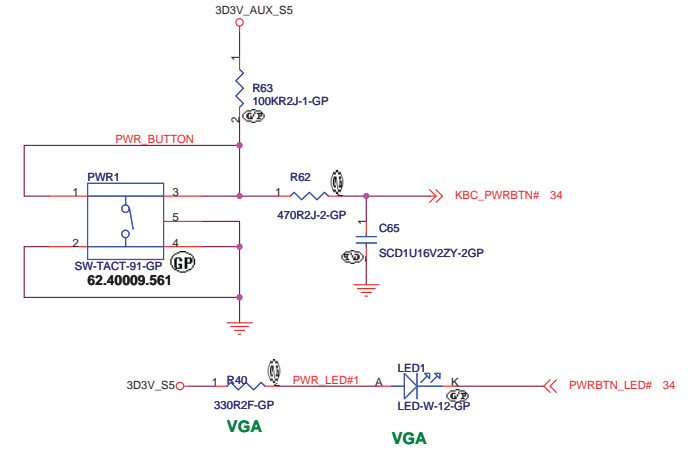 3D3V_AUX_S5
1
R63
100KR2J-1-GP
2
PWR_BUTTON
PWR1
1
3
5
2
4
SW-TACT-91-GP
GP
62.40009.561
R62
1
470R2J-2-GP
KBC_PWRBTN# 34
1
C65
SCD1U16V2ZY-2GP
3D3V_S5
1
R40
330R2F-GP
VGA
PWR_LED#1
A
LED1
K
LED-W-12-GP
VGA
PWRBTN_LED# 34